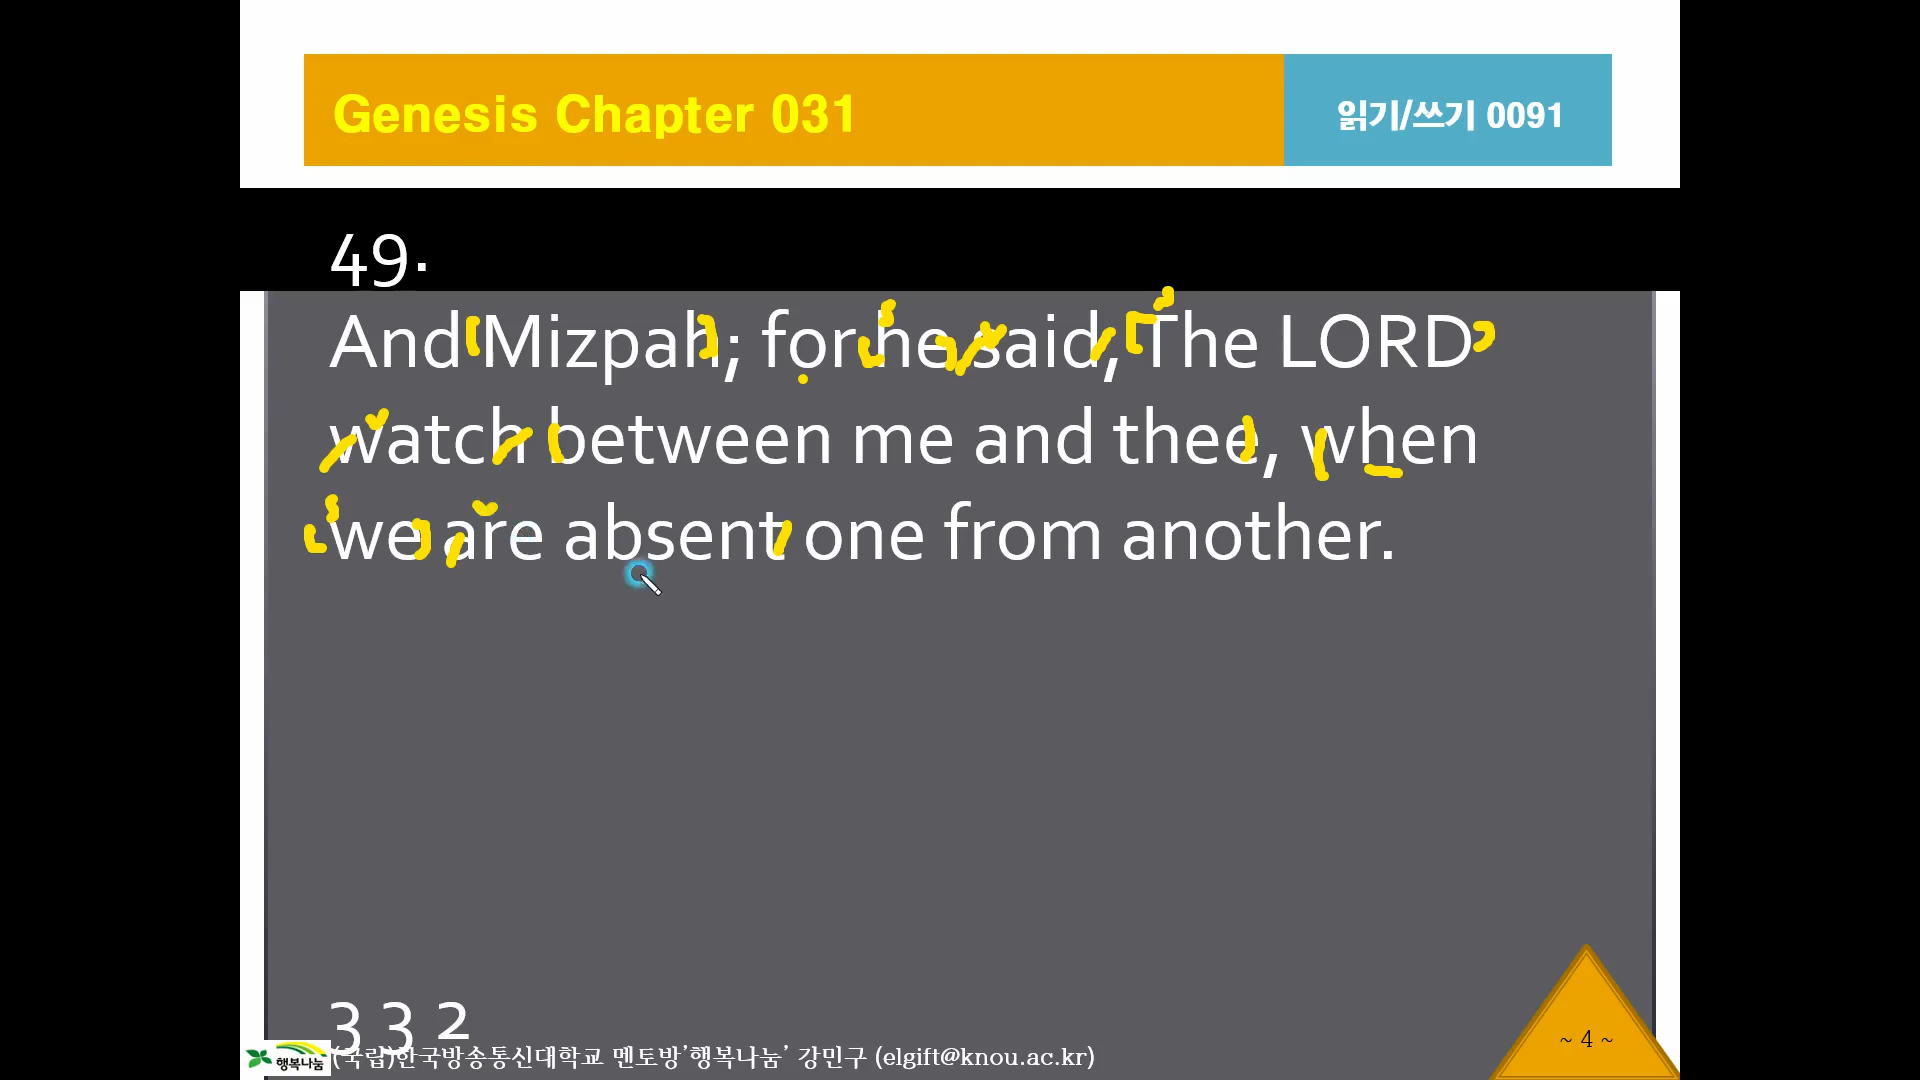 Genesis Chapter 031
읽기/쓰기 0091
49.
And Mizpah; for he said, The LORD
watch between me and thee, when
we are absent one from another.
3 3 2
행복나눔
(국립)한국방송통신대학교 멘토방'행복나눔' 강민구 (elgift@knou.ac.kr)
~ 4 ~